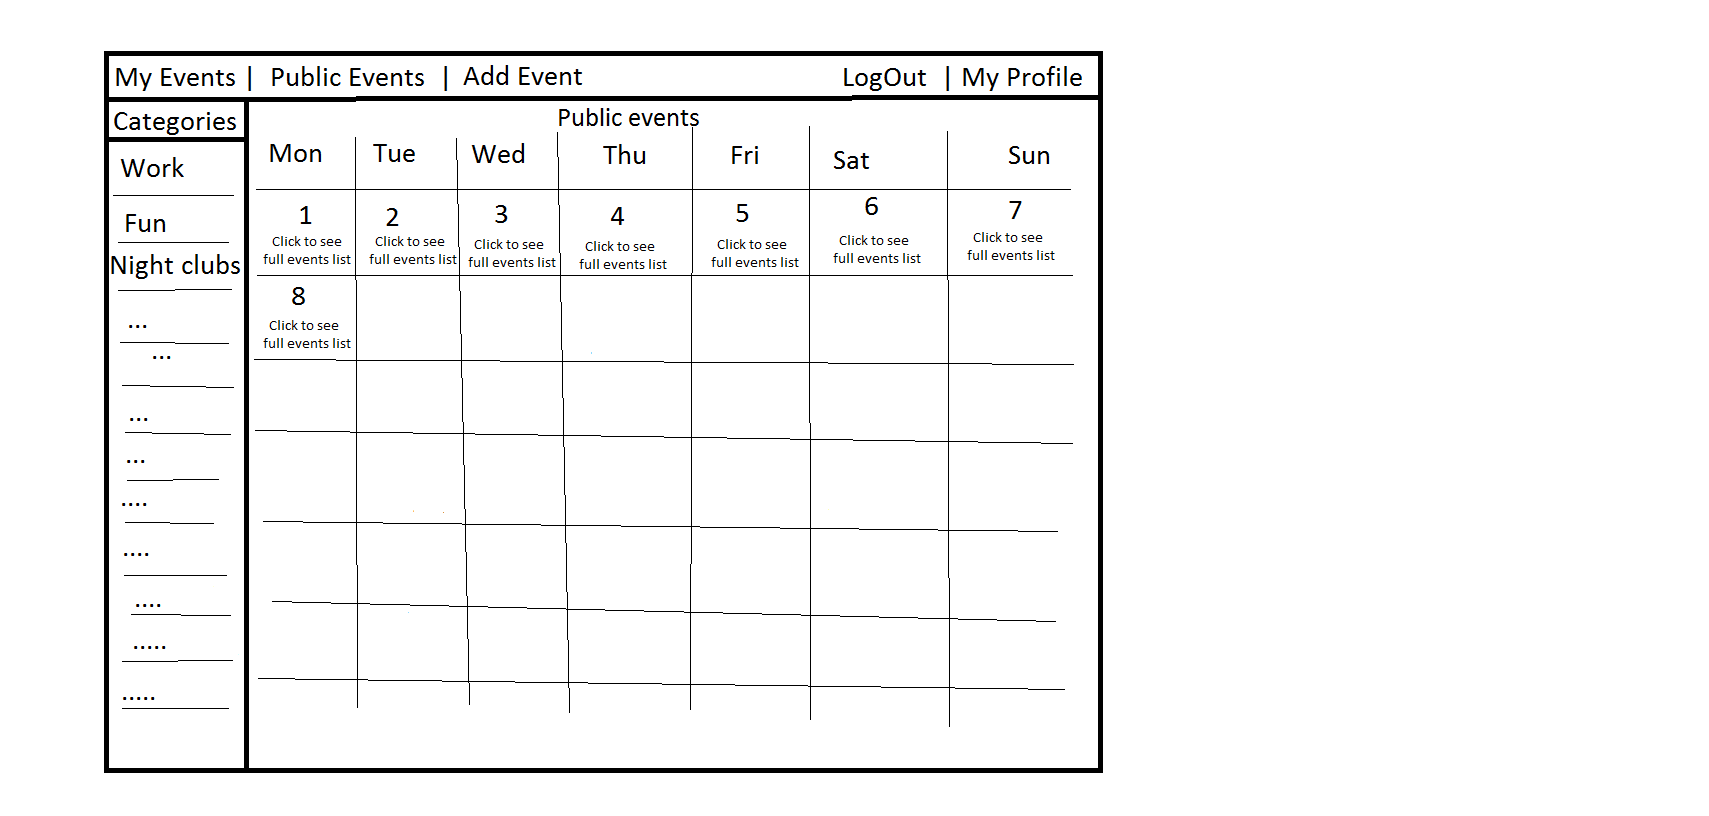 My Events | Public Events | Add Event LogOut | My Profile
Categories
Work
Fun
Night clubs
...
...
...
...
....
....
....
.....
.....
Public events
Mon Tue Wed Thu Fri Sat Sun
1 2 3 4 5 6 7
Click to see Click to see Click to see Click to see Click to see Click to see Click to see
full events list full events list full events list full events list full events list full events list full events list
8
Click to see
full events list